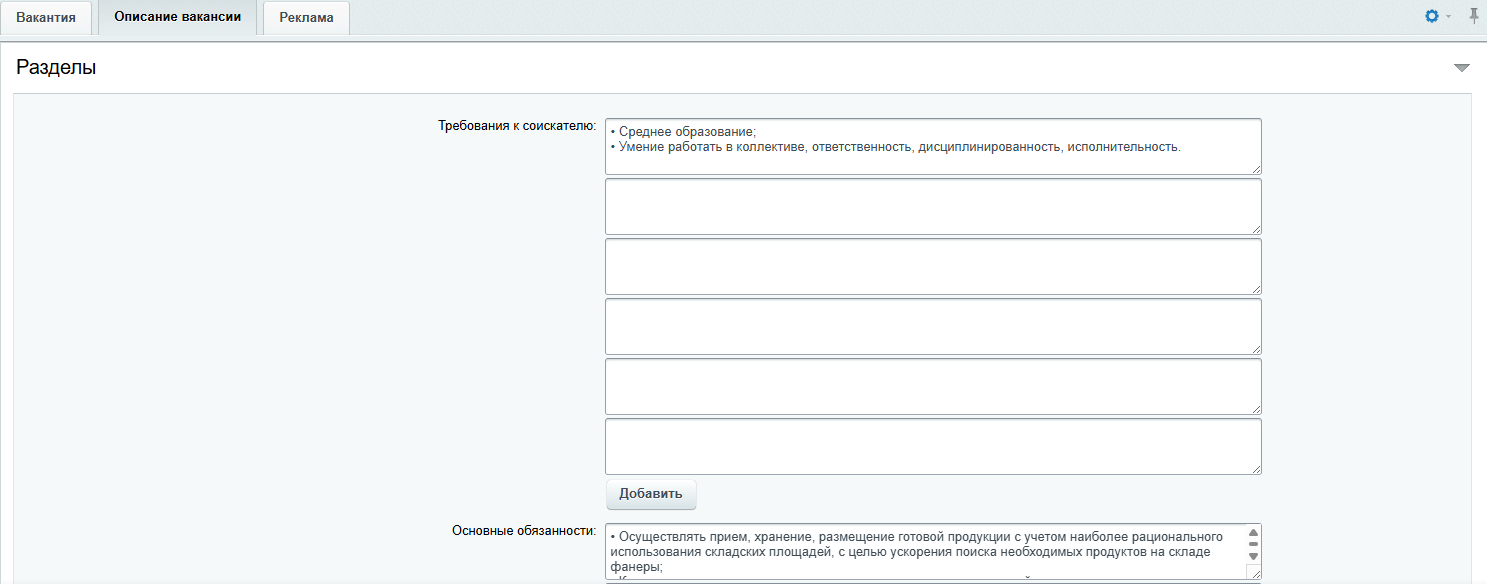 Вакантия
Описание вакансии
Реклама
Разделы
Требования к соискателю:
• Среднее образование;
• Умение работать в коллективе, ответственность, дисциплинированность, исполнительность.
Добавить
Основные обязанности:
• Осуществлять прием, хранение, размещение готовой продукции с учетом наиболее рационального
использования складских площадей, с целью ускорения поиска необходимых продуктов на складе
фанеры;